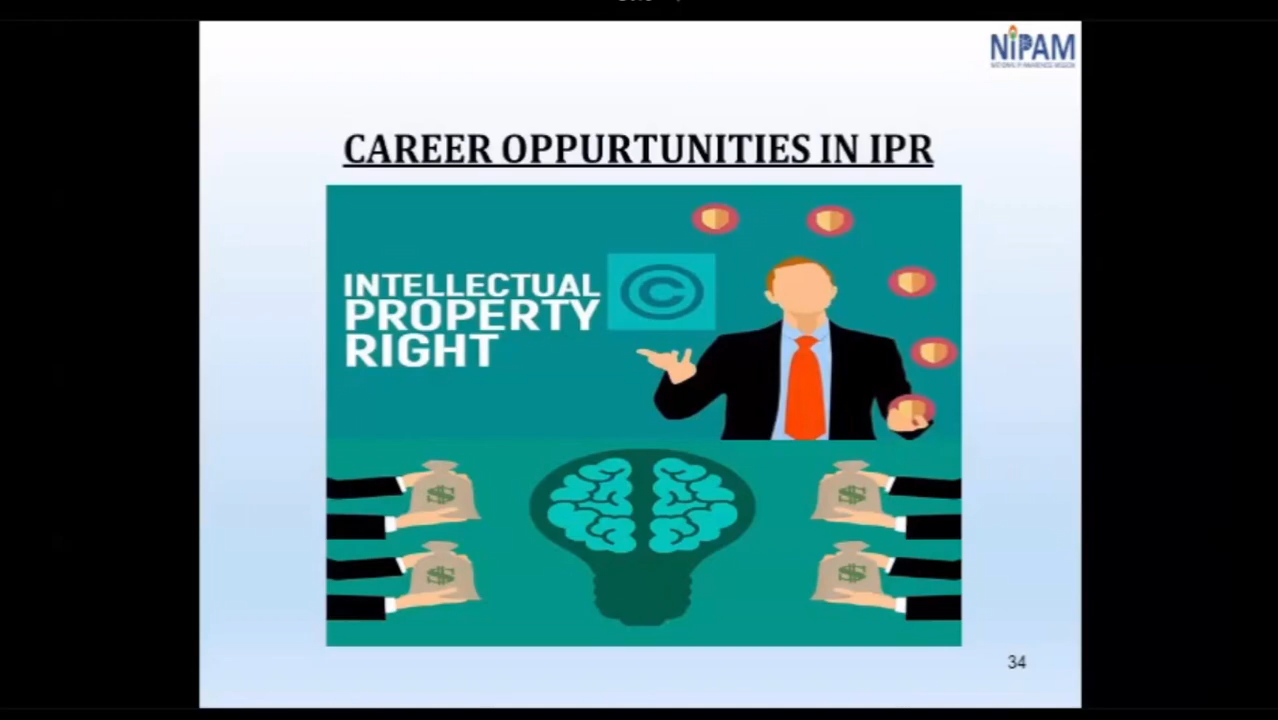 NiPAM
CAREER OPPURTUNITIES IN IPR
INTELLECTUAL
PROPERTY
RIGHT
©
$ $
$ $
34